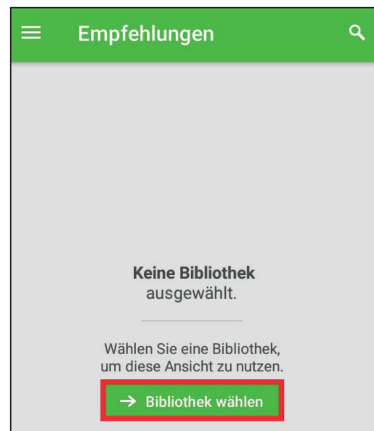 Empfehlungen
Keine Bibliothek
ausgewählt.
Wählen Sie eine Bibliothek,
um diese Ansicht zu nutzen.
→ Bibliothek wählen